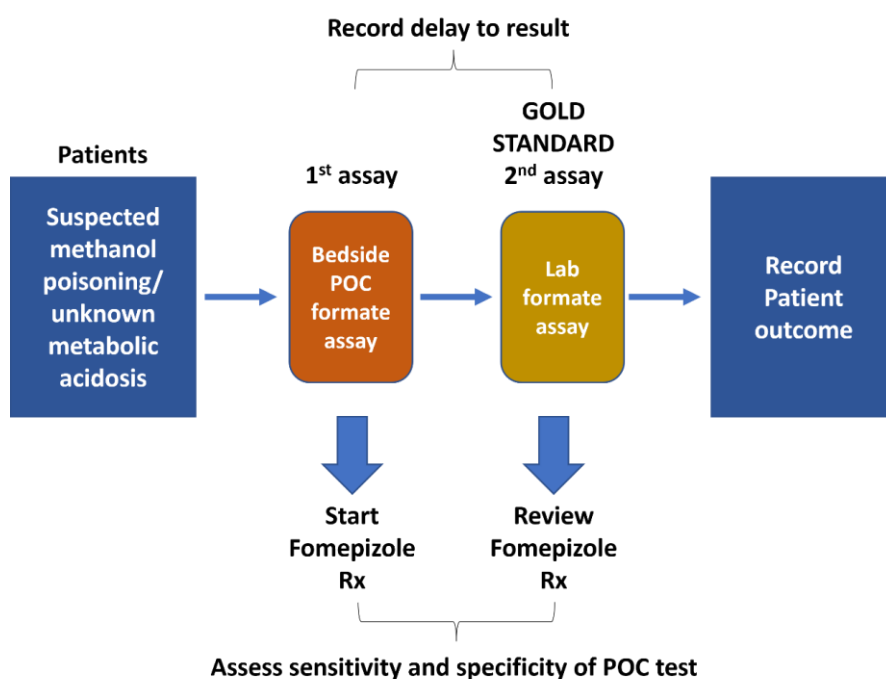 Record delay to result
Patients
Suspected
methanol
poisoning/
unknown
metabolic
acidosis
1st assay
Bedside
POC
formate
assay
GOLD
STANDARD
2nd assay
Lab
formate
assay
Record
Patient
outcome
Start
Fomepizole
Rx
Review
Fomepizole
Rx
Assess sensitivity and specificity of POC test